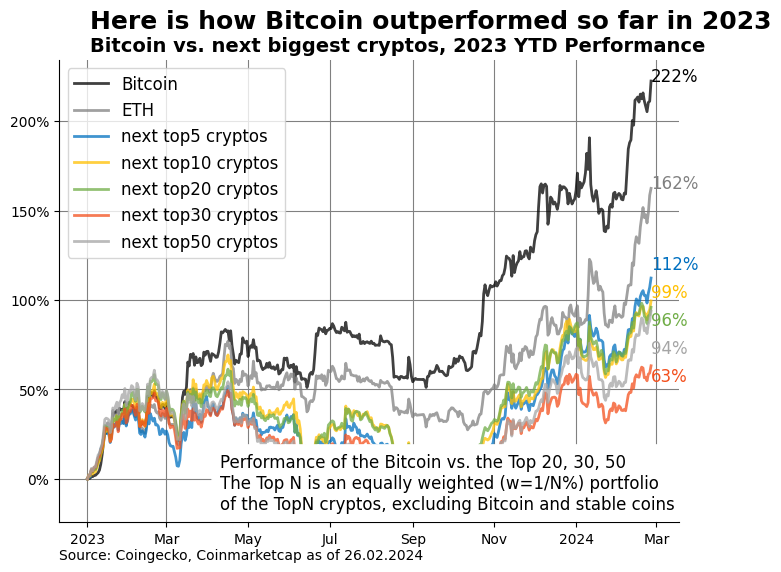 Here is how Bitcoin outperformed so far in 2023
Bitcoin vs. next biggest cryptos, 2023 YTD Performance
Bitcoin
ETH
next top5 cryptos
next top10 cryptos
next top20 cryptos
next top30 cryptos
next top50 cryptos
222%
162%
112%
99%
96%
94%
63%
200%
150%
100%
50%
0%
Performance of the Bitcoin vs. the Top 20, 30, 50
The Top N is an equally weighted (w=1/N%) portfolio
of the TopN cryptos, excluding Bitcoin and stable coins
2023 Mar May Jul Sep Nov 2024 Mar
Source: Coingecko, Coinmarketcap as of 26.02.2024